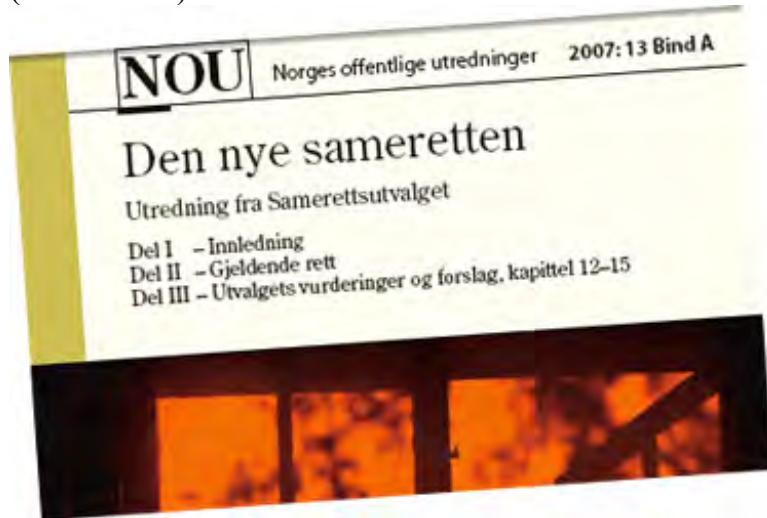 NOU Norges offentlige utredninger 2007: 13 Bind A
Den nye sameretten
Utredning fra Samerettsutvalget
Del I – Innledning
Del II – Gjeldende rett
Del III – Utvalgets vurderinger og forslag, kapittel 12–15